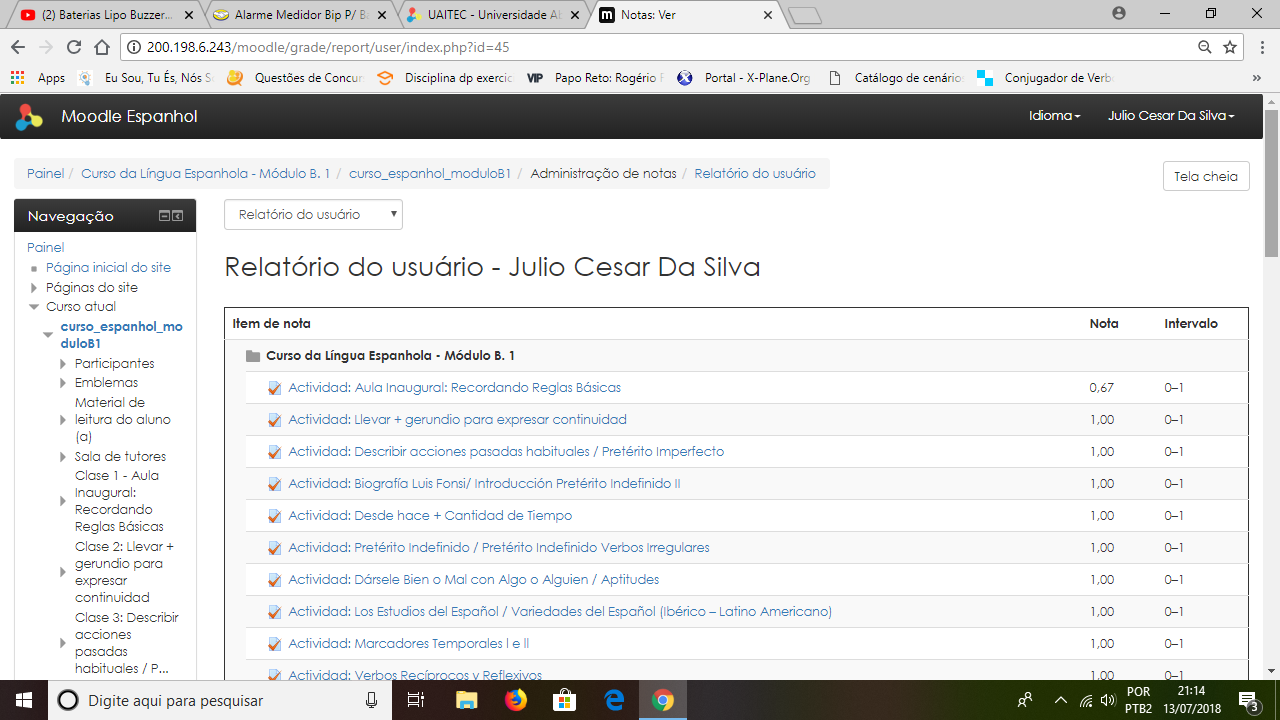 (2) Baterias Lipo Buzzer...
Alarme Medidor Bip P/ Ba
UAITEC - Universidade Ab
Notas: Ver
200.198.6.243/moodle/grade/report/user/index.php?id=45
Apps
Eu Sou, Tu És, Nós S
Questões de Concur
Disciplina dp exercic
VIP
Papo Reto: Rogério F
Portal - X-Plane.Org
Catálogo de cenário
Conjugador de Verb
Moodle Espanhol
Idioma
Julio Cesar Da Silva
Painel / Curso da Língua Espanhola - Módulo B. 1 / curso_espanhol_moduloB1 / Administração de notas / Relatório do usuário
Tela cheia
Navegação
Painel
Página inicial do site
Páginas do site
Curso atual
curso_espanhol_mo
duloB1
Participantes
Emblemas
Material de
leitura do aluno
(a)
Sala de tutores
Clase 1 - Aula
Inaugural:
Recordando
Reglas Básicas
Clase 2: Llevar +
gerundio para
expresar
continuidad
Clase 3: Describir
acciones
pasadas
habituales / P...
Relatório do usuário
Relatório do usuário - Julio Cesar Da Silva
Item de nota Nota Intervalo
Curso da Língua Espanhola - Módulo B. 1
Actividad: Aula Inaugural: Recordando Reglas Básicas 0,67 0–1
Actividad: Llevar + gerundio para expresar continuidad 1,00 0–1
Actividad: Describir acciones pasadas habituales / Pretérito Imperfecto 1,00 0–1
Actividad: Biografía Luis Fonsi/ Introducción Pretérito Indefinido II 1,00 0–1
Actividad: Desde hace + Cantidad de Tiempo 1,00 0–1
Actividad: Pretérito Indefinido / Pretérito Indefinido Verbos Irregulares 1,00 0–1
Actividad: Dársele Bien o Mal con Algo o Alguien / Aptitudes 1,00 0–1
Actividad: Los Estudios del Español / Variedades del Español (Ibérico – Latino Americano) 1,00 0–1
Actividad: Marcadores Temporales I e II 1,00 0–1
Actividad: Verbos Recíprocos y Reflexivos 1,00 0–1
Digite aqui para pesquisar
POR
PTB2
21:14
13/07/2018
3